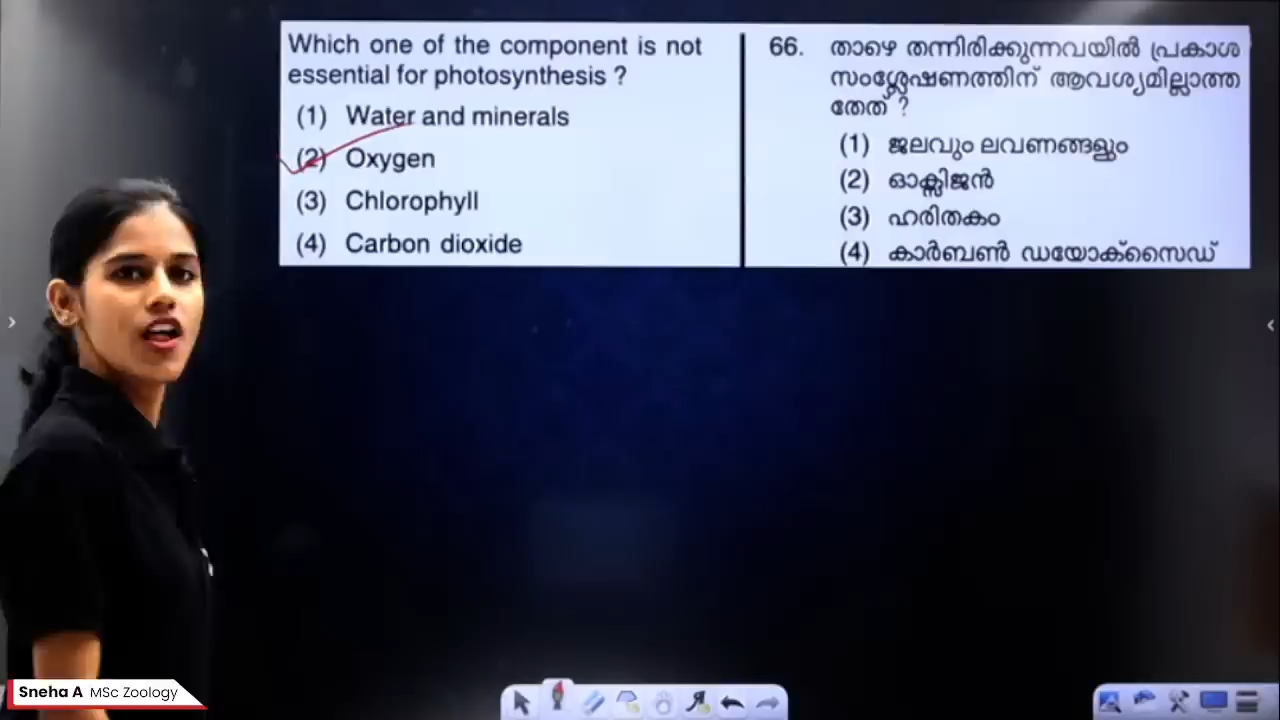 Which one of the component is not
essential for photosynthesis ?
(1) Water and minerals
(2) Oxygen
(3) Chlorophyll
(4) Carbon dioxide
66. താഴെ തന്നിരിക്കുന്നവയിൽ പ്രകാശ
സംശ്ലേഷണത്തിന് ആവശ്യമില്ലാത്ത
തേത് ?
(1) ജലവും ലവണങ്ങളും
(2) ഓക്സിജൻ
(3) ഹരിതകം
(4) കാർബൺ ഡയോക്സൈഡ്
Sneha A MSc Zoology